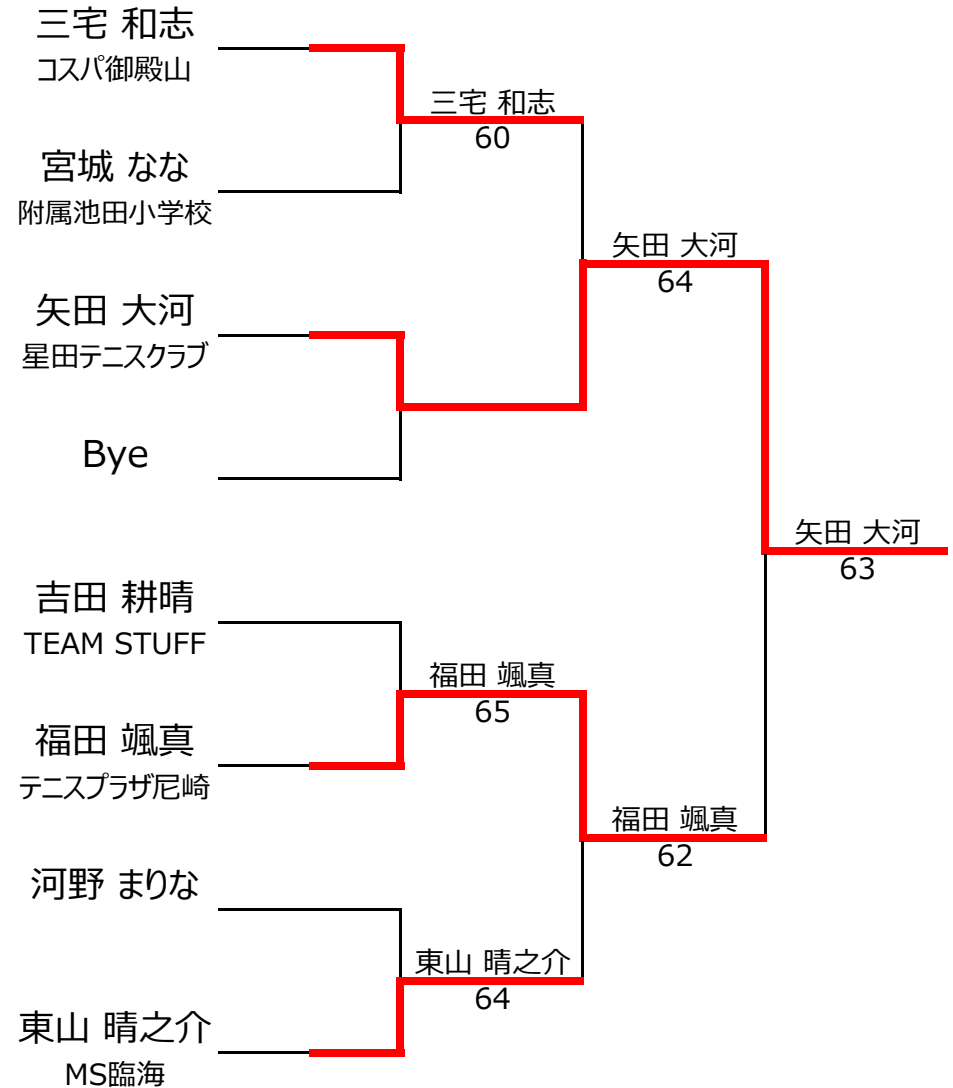 三宅 和志
コスパ御殿山
三宅 和志
60
宮城 なな
附属池田小学校
矢田 大河
64
矢田 大河
星田テニスクラブ
Bye
矢田 大河
63
吉田 耕晴
TEAM STUFF
福田 颯真
65
福田 颯真
テニスプラザ尼崎
福田 颯真
62
河野 まりな
東山 晴之介
64
東山 晴之介
MS臨海